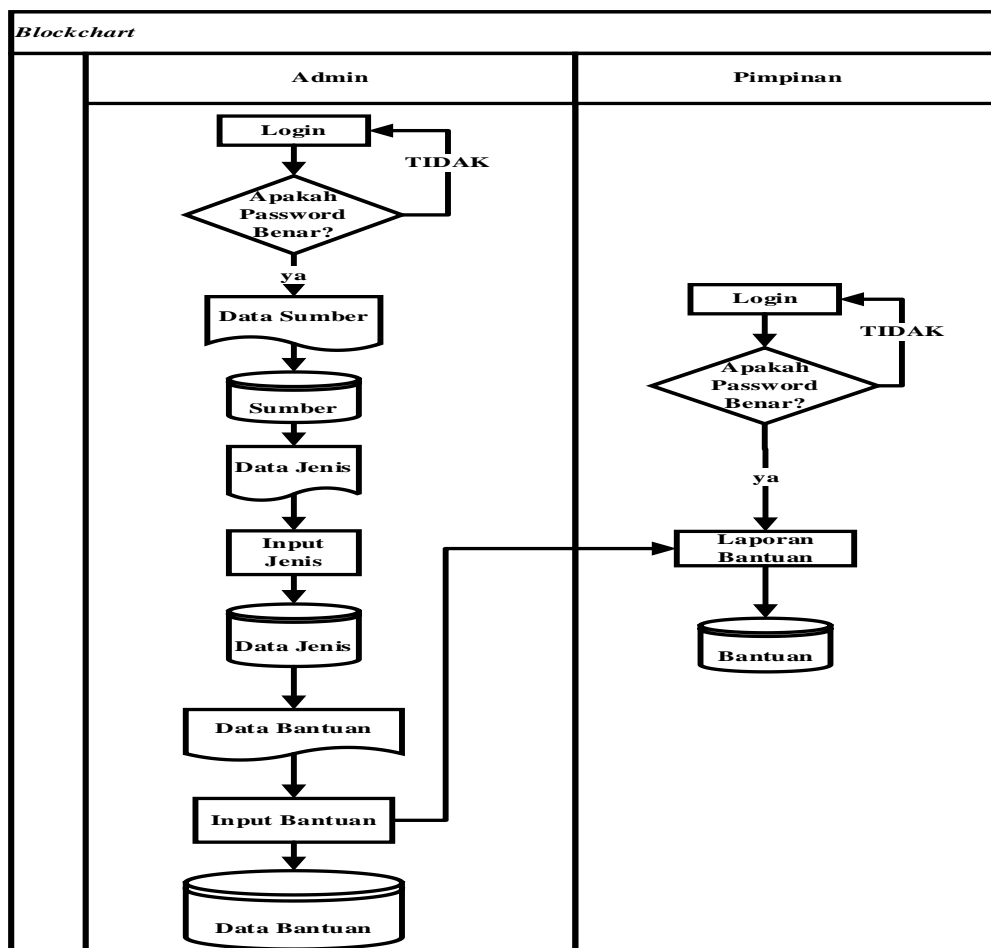 Blockchart
Admin
Pimpinan
Login
TIDAK
Apakah
Password
Benar?
ya
Data Sumber
Sumber
Data Jenis
Input
Jenis
Data Jenis
Data Bantuan
Input Bantuan
Data Bantuan
Login
TIDAK
Apakah
Password
Benar?
ya
Laporan
Bantuan
Bantuan